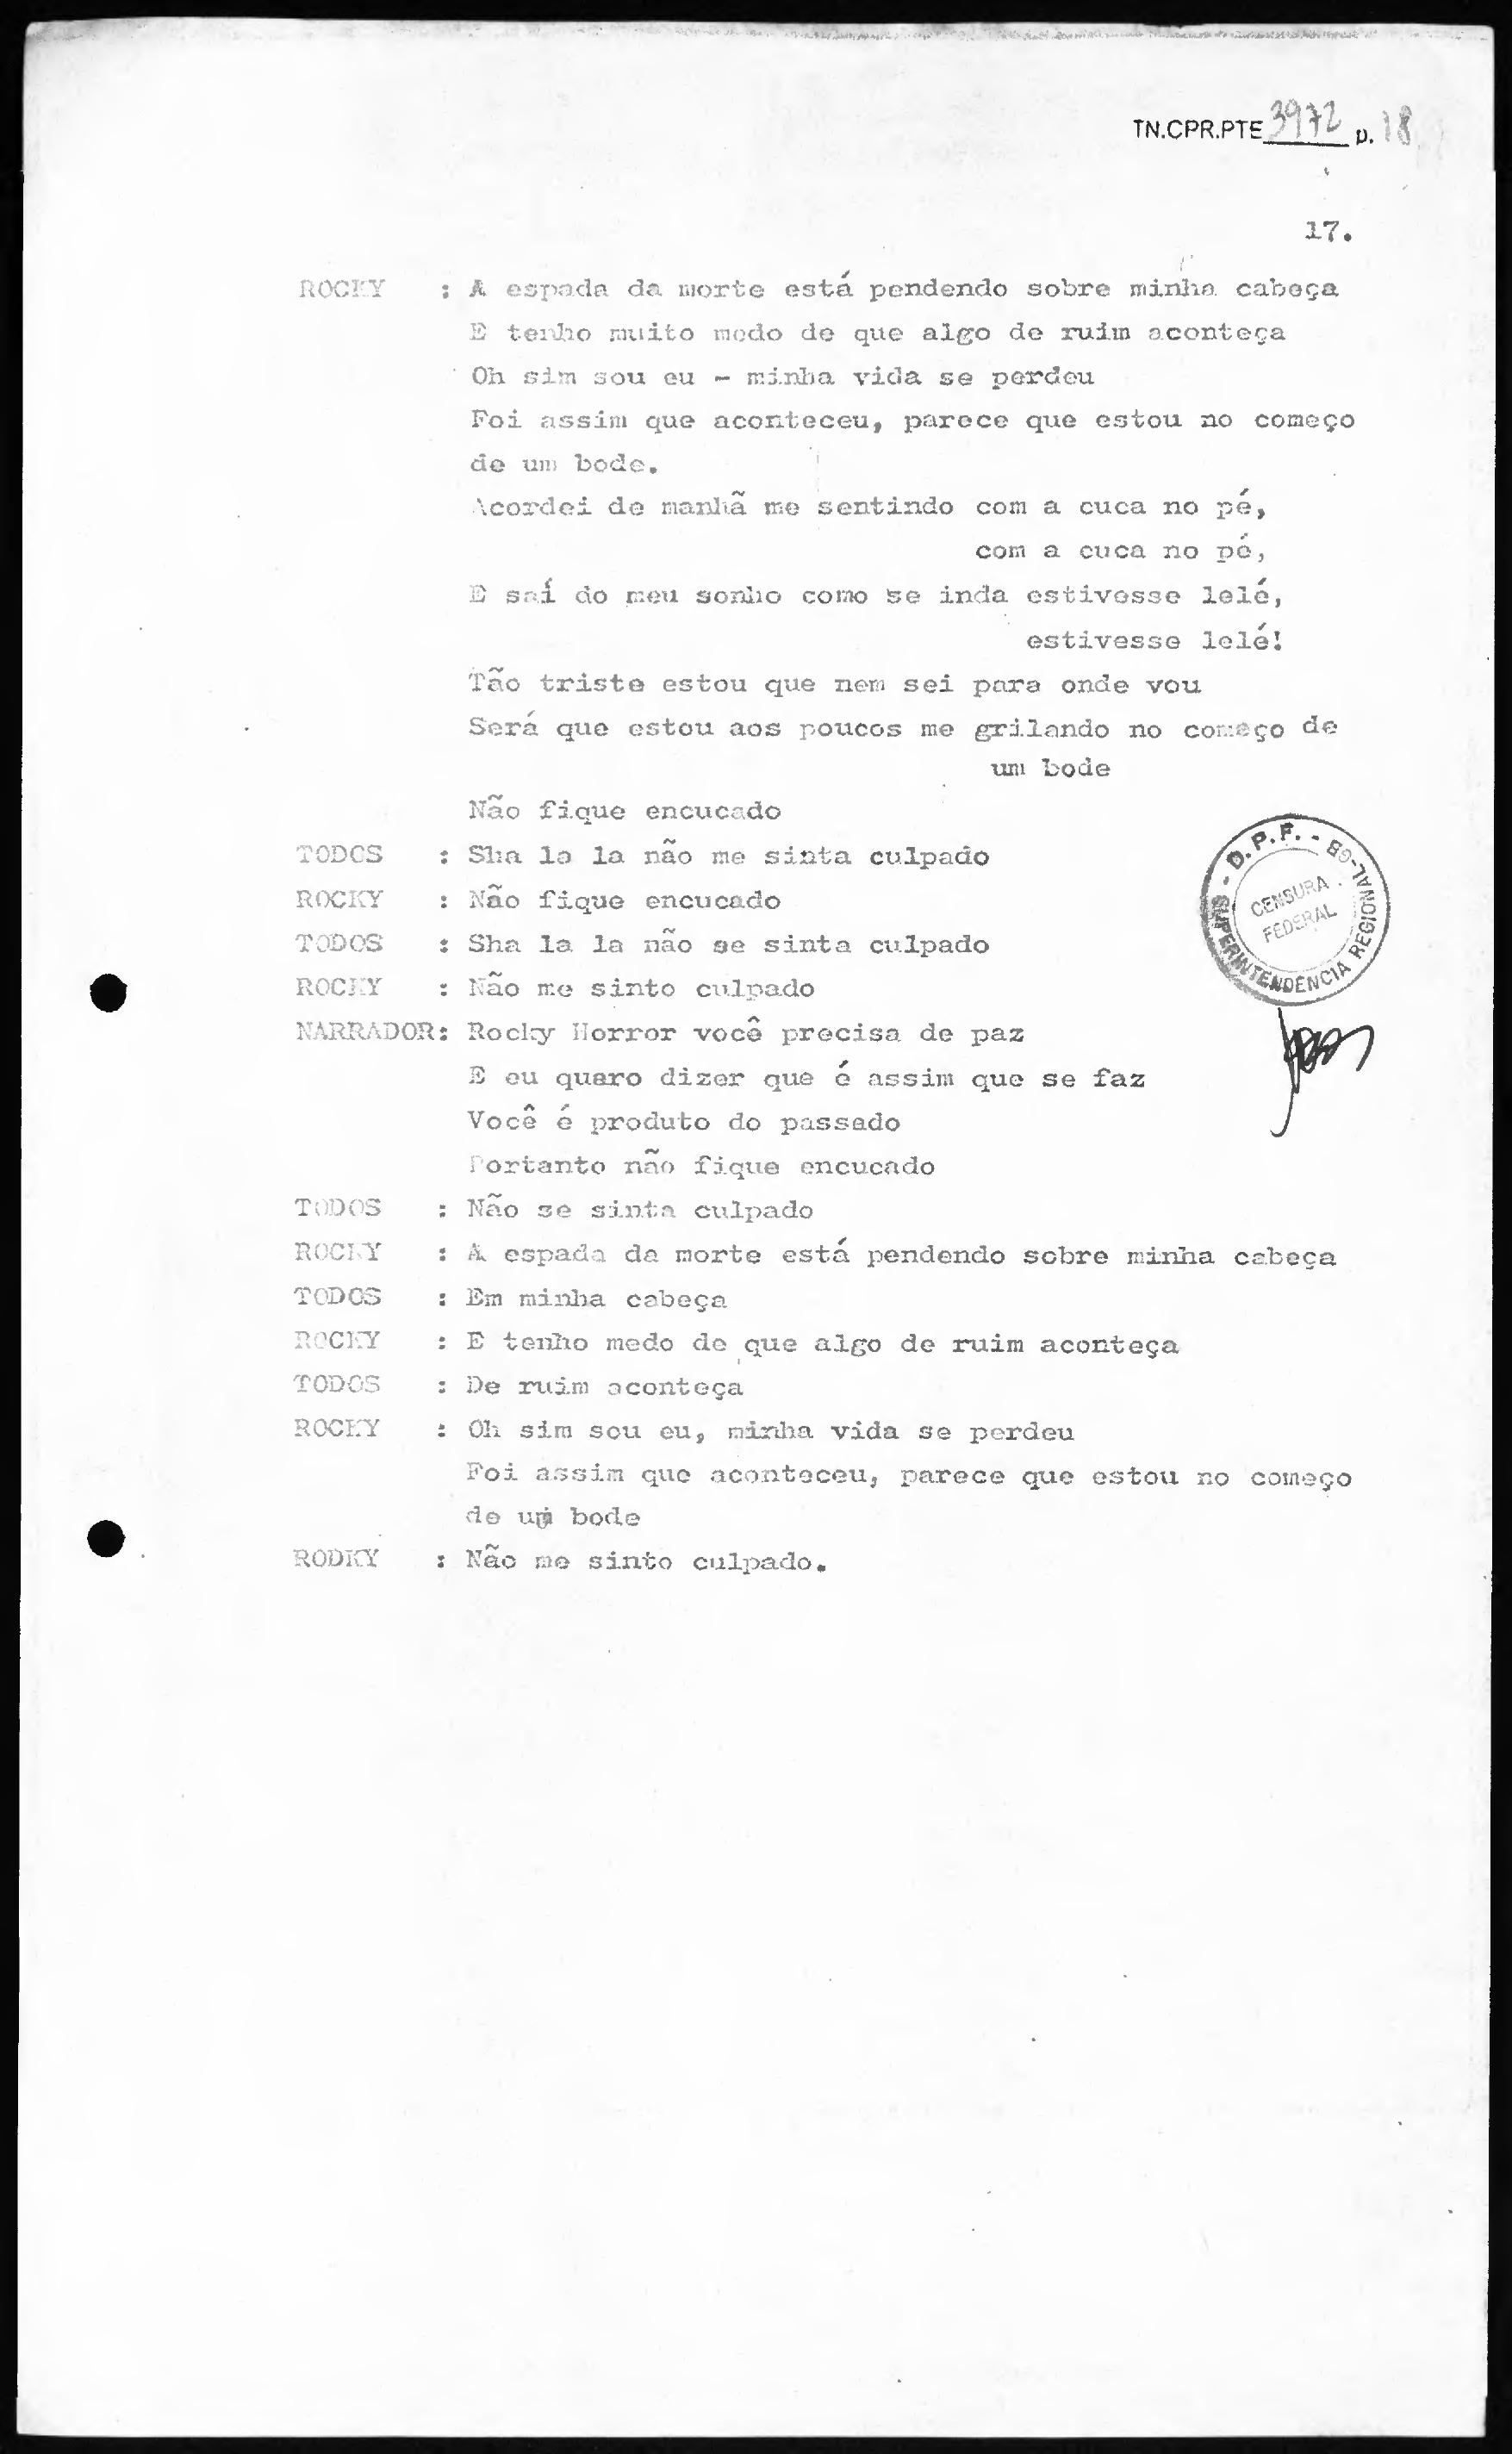 TN.CPR.PTE 3972 p. 18
17.
ROCKY : A espada da morte está pendendo sobre minha cabeça
E tenho muito medo de que algo de ruim aconteça
Oh sim sou eu - minha vida se perdeu
Foi assim que aconteceu, parece que estou no começo
de um bode.
Acordei de manhã me sentindo com a cuca no pé,
com a cuca no pé,
E saí do meu sonho como se inda estivesse lelé,
estivesse lelé!
Tão triste estou que nem sei para onde vou
Será que estou aos poucos me grilando no começo de
um bode
Não fique encucado
TODOS : Sha la la não me sinta culpado
ROCKY : Não fique encucado
TODOS : Sha la la não se sinta culpado
ROCKY : Não me sinto culpado
NARRADOR: Rocky Horror você precisa de paz
E eu quero dizer que é assim que se faz
Você é produto do passado
Portanto não fique encucado
TODOS : Não se sinta culpado
ROCKY : A espada da morte está pendendo sobre minha cabeça
TODOS : Em minha cabeça
ROCKY : E tenho medo de que algo de ruim aconteça
TODOS : De ruim aconteça
ROCKY : Oh sim sou eu, minha vida se perdeu
Foi assim que aconteceu, parece que estou no começo
de um bode
RODKY : Não me sinto culpado.
SUPERINTENDÊNCIA REGIONAL-GB - D.P.F. -
CENSURA
FEDERAL